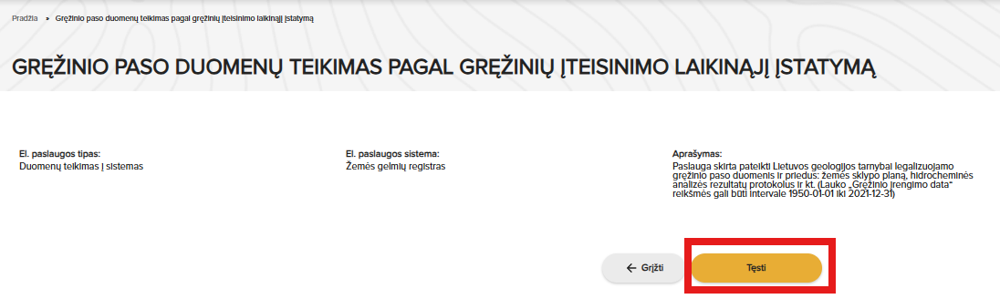 Pradžia » Gręžinio paso duomenų teikimas pagal gręžinių įteisinimo laikinąjį įstatymą
GRĘŽINIO PASO DUOMENŲ TEIKIMAS PAGAL GRĘŽINIŲ ĮTEISINIMO LAIKINĄJĮ ĮSTATYMĄ
El. paslaugos tipas:
Duomenų teikimas į sistemas
El. paslaugos sistema:
Žemės gelmių registras
Aprašymas:
Paslauga skirta pateikti Lietuvos geologijos tarnybai legalizuojamo
gręžinio paso duomenis ir priedus: žemės sklypo planą, hidrocheminės
analizės rezultatų protokolus ir kt. (Lauko „Gręžinio įrengimo data“
reikšmės gali būti intervale 1950-01-01 iki 2021-12-31)
← Grįžti
Tęsti